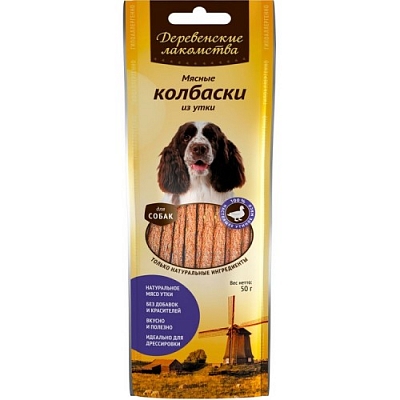 Деревенские
лакомства
Мясные
колбаски
из утки
для
СОБАК
100%
ТОЛЬКО НАТУРАЛЬНЫЕ ИНГРЕДИЕНТЫ
Вес нетто:
50 г
НАТУРАЛЬНОЕ
МЯСО УТКИ
БЕЗ ДОБАВОК
И КРАСИТЕЛЕЙ
ВКУСНО
И ПОЛЕЗНО
ИДЕАЛЬНО ДЛЯ
ДРЕССИРОВКИ